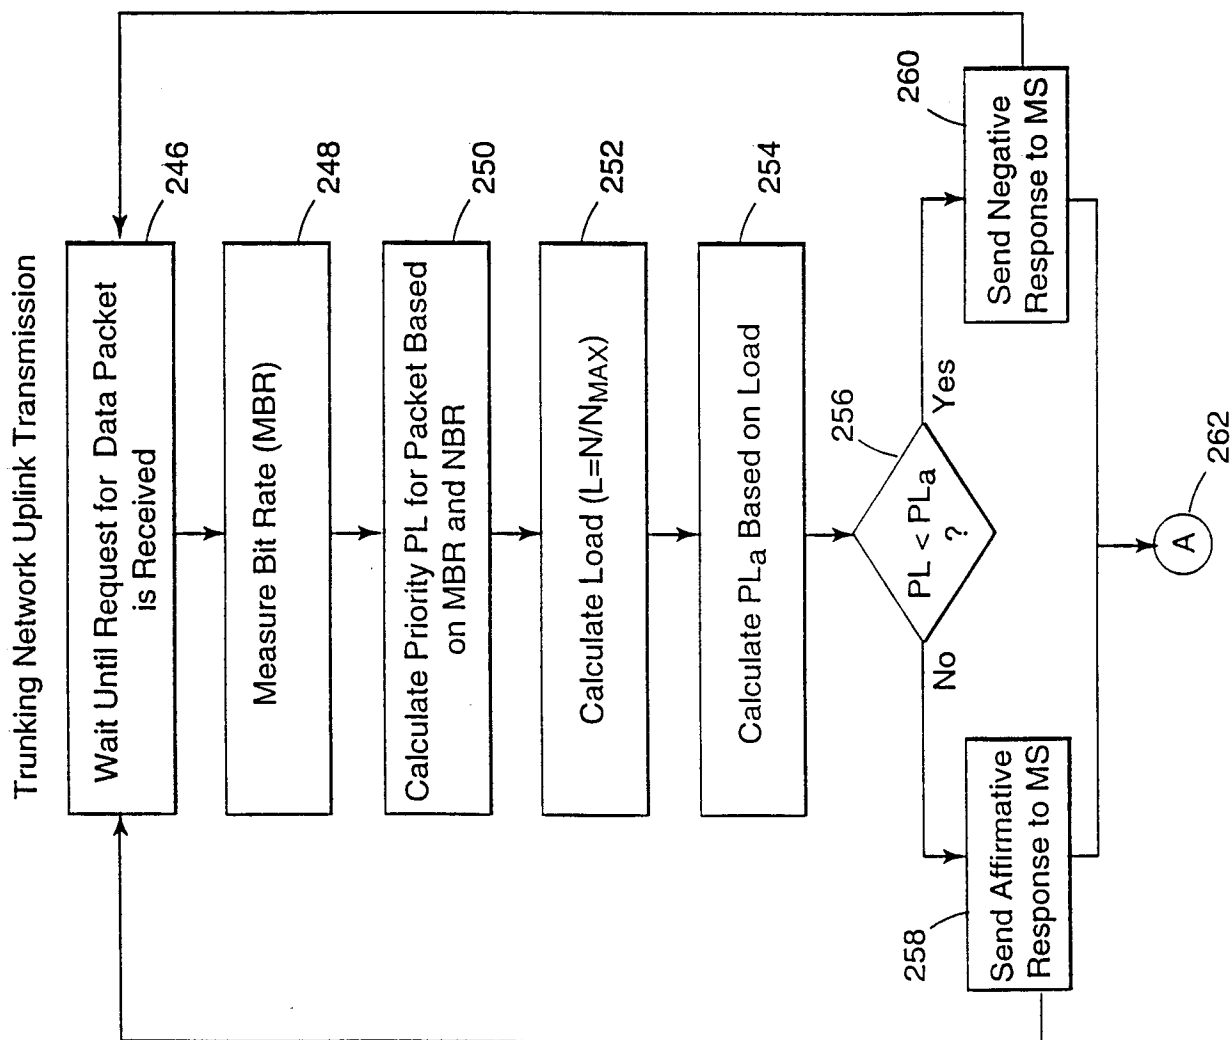 Trunking Network Uplink Transmission
Wait Until Request for Data Packet
is Received
246
Measure Bit Rate (MBR)
248
Calculate Priority PL for Packet Based
on MBR and NBR
250
Calculate Load (L=N/NMAX)
252
Calculate PLa Based on Load
254
PL < PLa
?
256
No
Yes
Send Affirmative
Response to MS
258
Send Negative
Response to MS
260
A
262